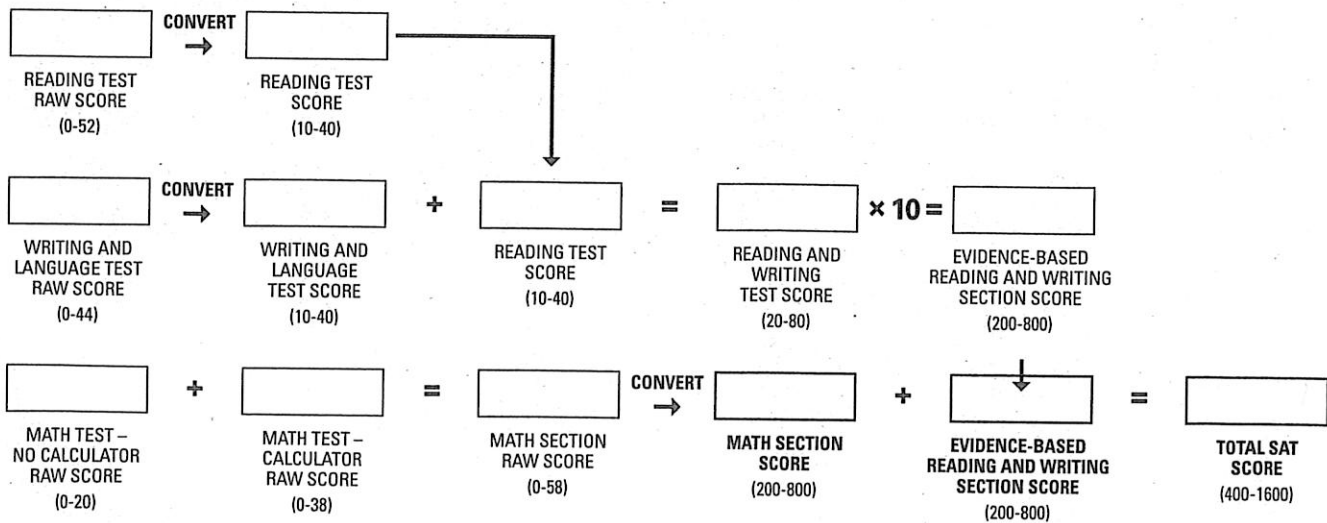 CONVERT
→
READING TEST
RAW SCORE
(0-52)
READING TEST
SCORE
(10-40)
CONVERT
→
+
=
× 10 =
WRITING AND
LANGUAGE TEST
RAW SCORE
(0-44)
WRITING AND
LANGUAGE
TEST SCORE
(10-40)
READING TEST
SCORE
(10-40)
READING AND
WRITING
TEST SCORE
(20-80)
EVIDENCE-BASED
READING AND WRITING
SECTION SCORE
(200-800)
+
=
CONVERT
→
+
=
MATH TEST –
NO CALCULATOR
RAW SCORE
(0-20)
MATH TEST –
CALCULATOR
RAW SCORE
(0-38)
MATH SECTION
RAW SCORE
(0-58)
MATH SECTION
SCORE
(200-800)
EVIDENCE-BASED
READING AND WRITING
SECTION SCORE
(200-800)
TOTAL SAT
SCORE
(400-1600)